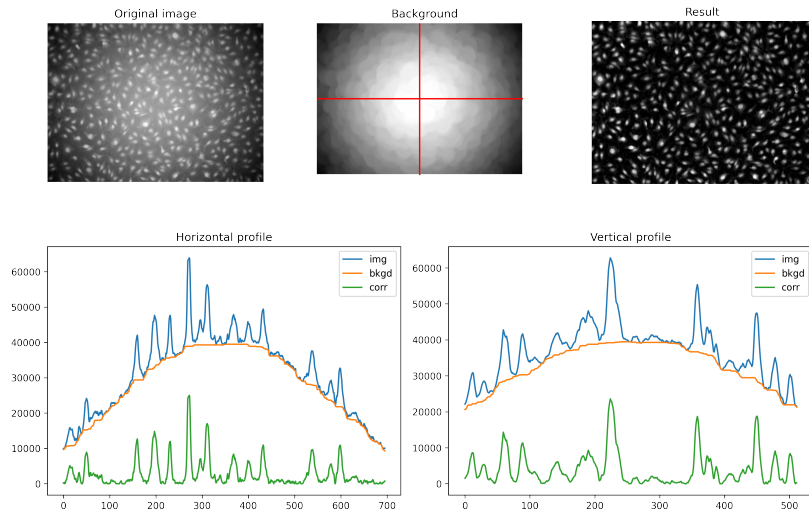 Original image
Background
Result
Horizontal profile
Vertical profile
60000
50000
40000
30000
20000
10000
0
0 100 200 300 400 500 600 700
img
bkgd
corr
60000
50000
40000
30000
20000
10000
0
0 100 200 300 400 500
img
bkgd
corr